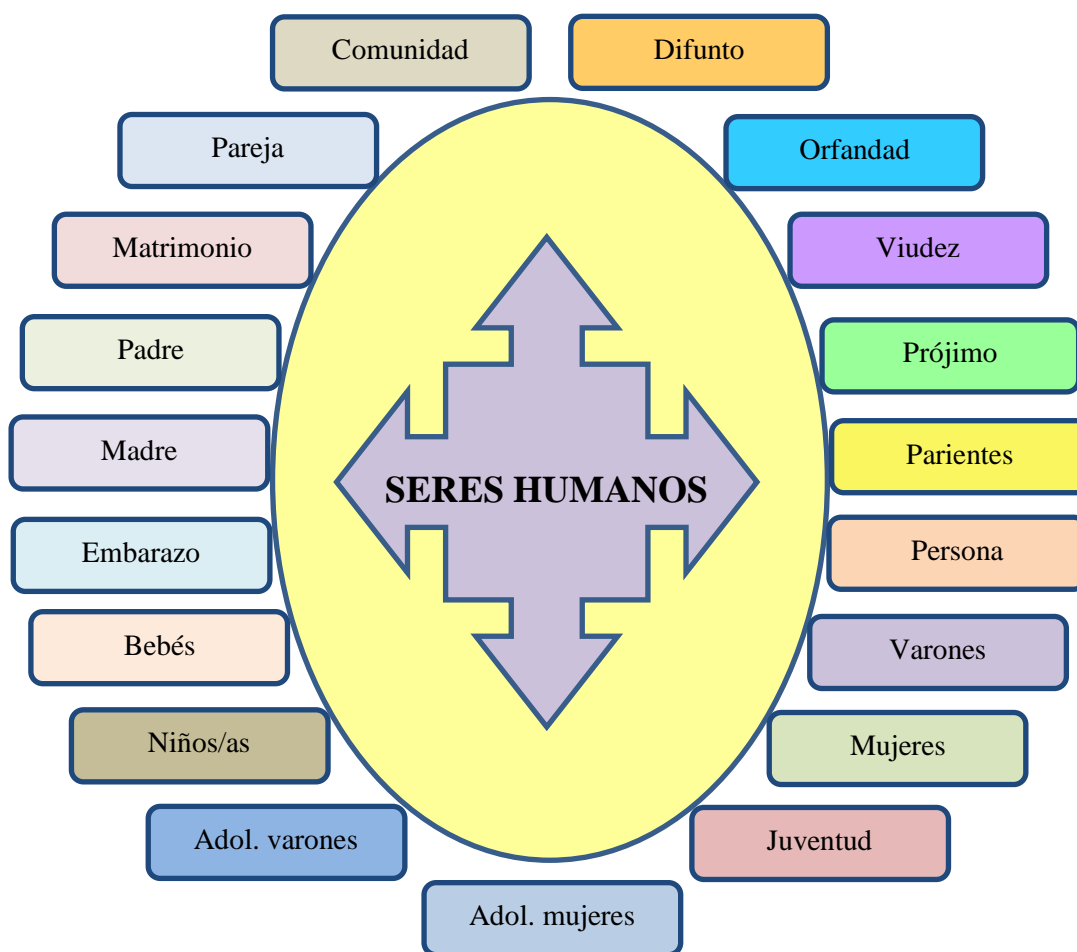 Comunidad
Difunto
Pareja
Orfandad
Matrimonio
Viudez
Padre
Prójimo
Madre
Parientes
SERES HUMANOS
Embarazo
Persona
Bebés
Varones
Niños/as
Mujeres
Adol. varones
Juventud
Adol. mujeres